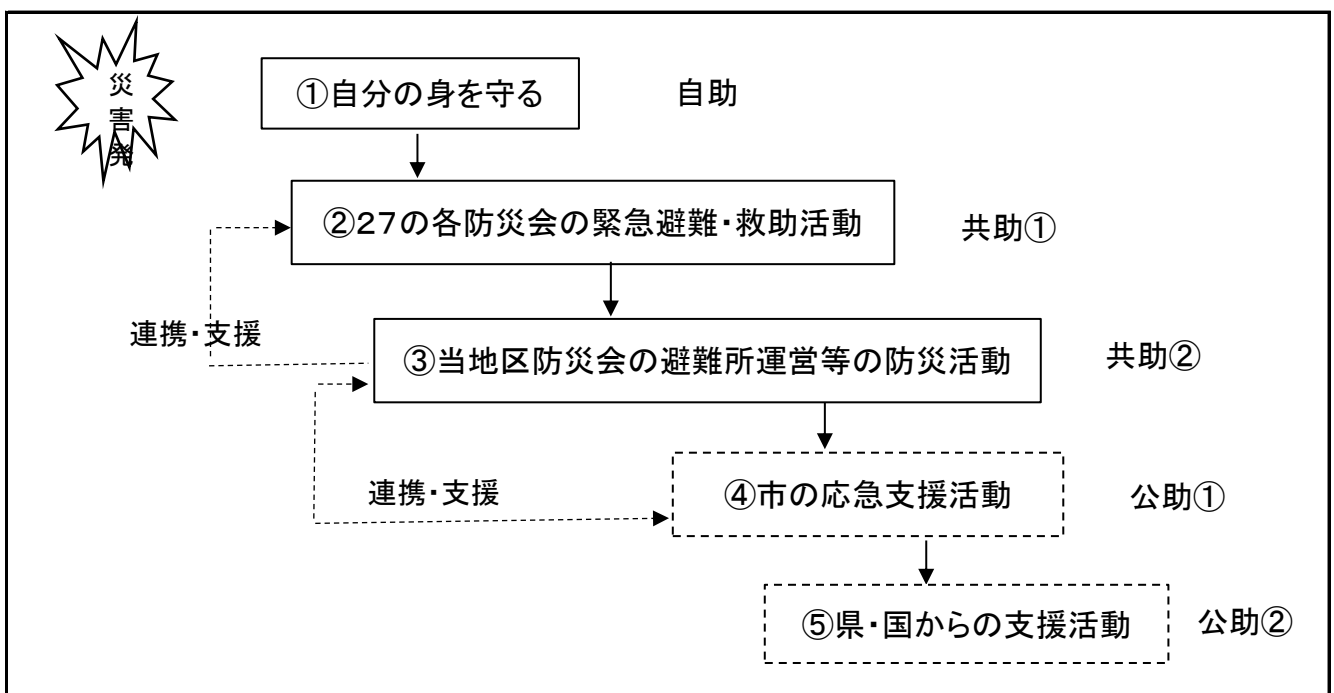 災
害
発
①自分の身を守る
自助
②27の各防災会の緊急避難・救助活動
共助①
連携・支援
③当地区防災会の避難所運営等の防災活動
共助②
連携・支援
④市の応急支援活動
公助①
⑤県・国からの支援活動
公助②